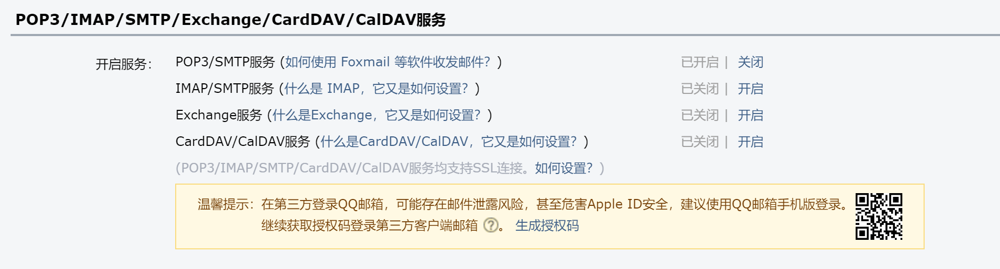 POP3/IMAP/SMTP/Exchange/CardDAV/CalDAV服务
开启服务： POP3/SMTP服务 (如何使用 Foxmail 等软件收发邮件？) 已开启 | 关闭
IMAP/SMTP服务 (什么是 IMAP，它又是如何设置？) 已关闭 | 开启
Exchange服务 (什么是Exchange，它又是如何设置？) 已关闭 | 开启
CardDAV/CalDAV服务 (什么是CardDAV/CalDAV，它又是如何设置？) 已关闭 | 开启
(POP3/IMAP/SMTP/CardDAV/CalDAV服务均支持SSL连接。如何设置？)
温馨提示：在第三方登录QQ邮箱，可能存在邮件泄露风险，甚至危害Apple ID安全，建议使用QQ邮箱手机版登录。
继续获取授权码登录第三方客户端邮箱 ?。 生成授权码